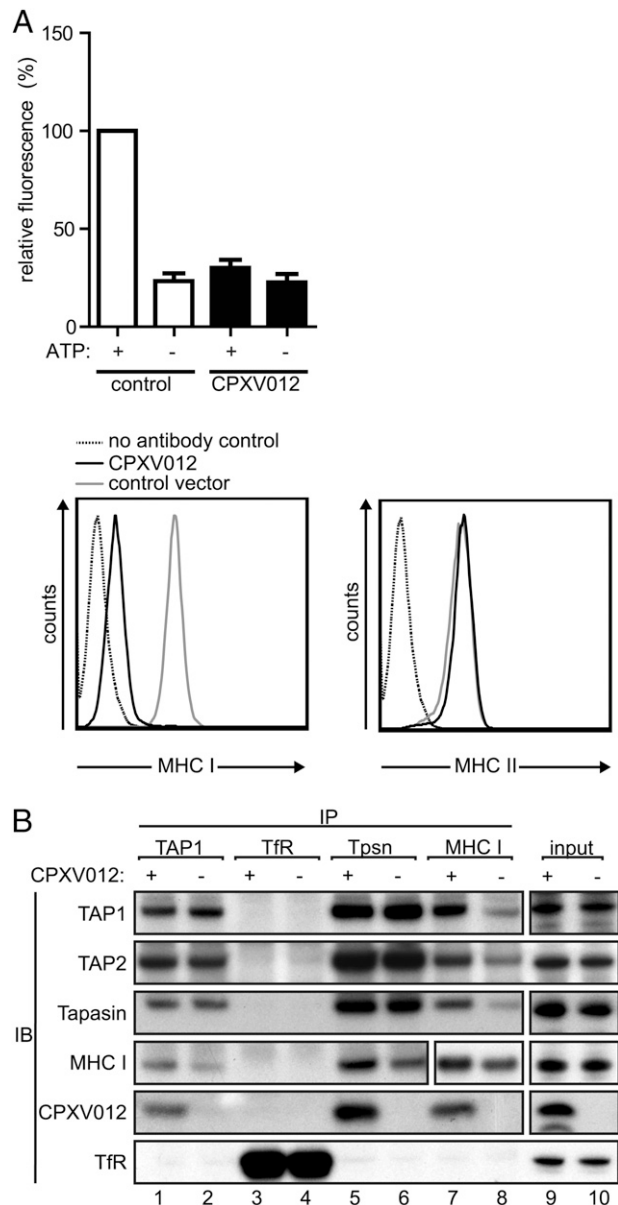 A
150
100
50
0
relative fluorescence (%)
ATP: + - + -
control CPXV012
no antibody control
CPXV012
control vector
counts
MHC I
counts
MHC II
B
IP
TAP1 TfR Tpsn MHC I input
CPXV012: + - + - + - + - + -
IB
TAP1
TAP2
Tapasin
MHC I
CPXV012
TfR
1 2 3 4 5 6 7 8 9 10